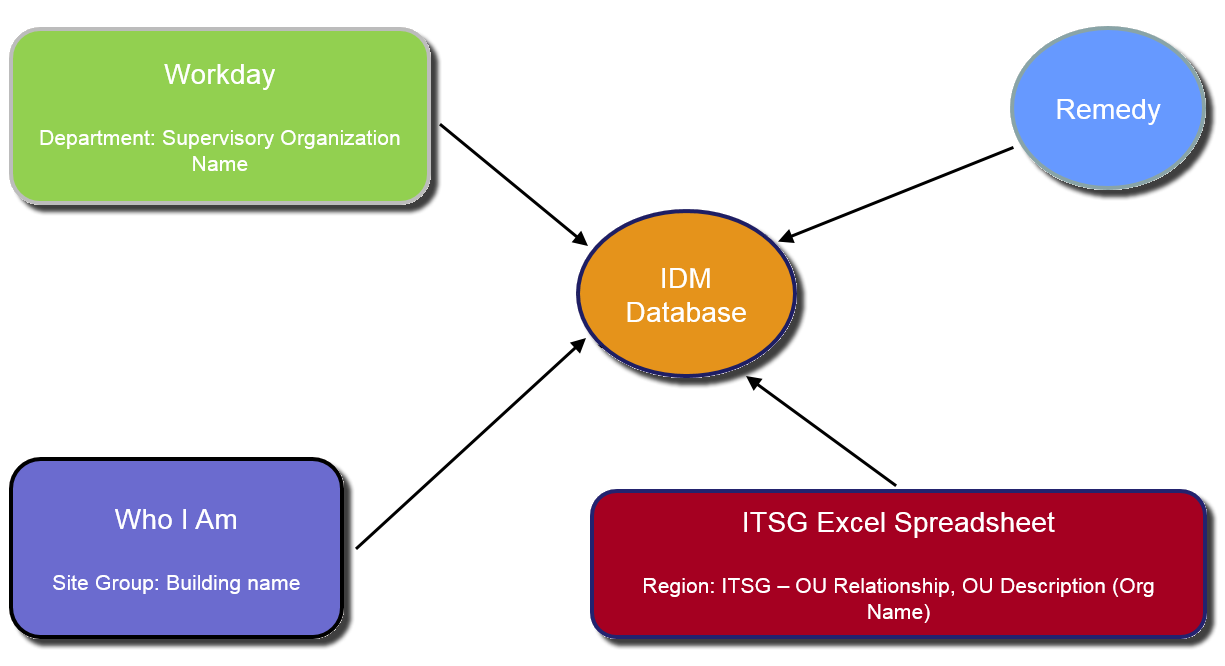 Workday
Department: Supervisory Organization
Name
Remedy
IDM
Database
Who I Am
Site Group: Building name
ITSG Excel Spreadsheet
Region: ITSG – OU Relationship, OU Description (Org
Name)